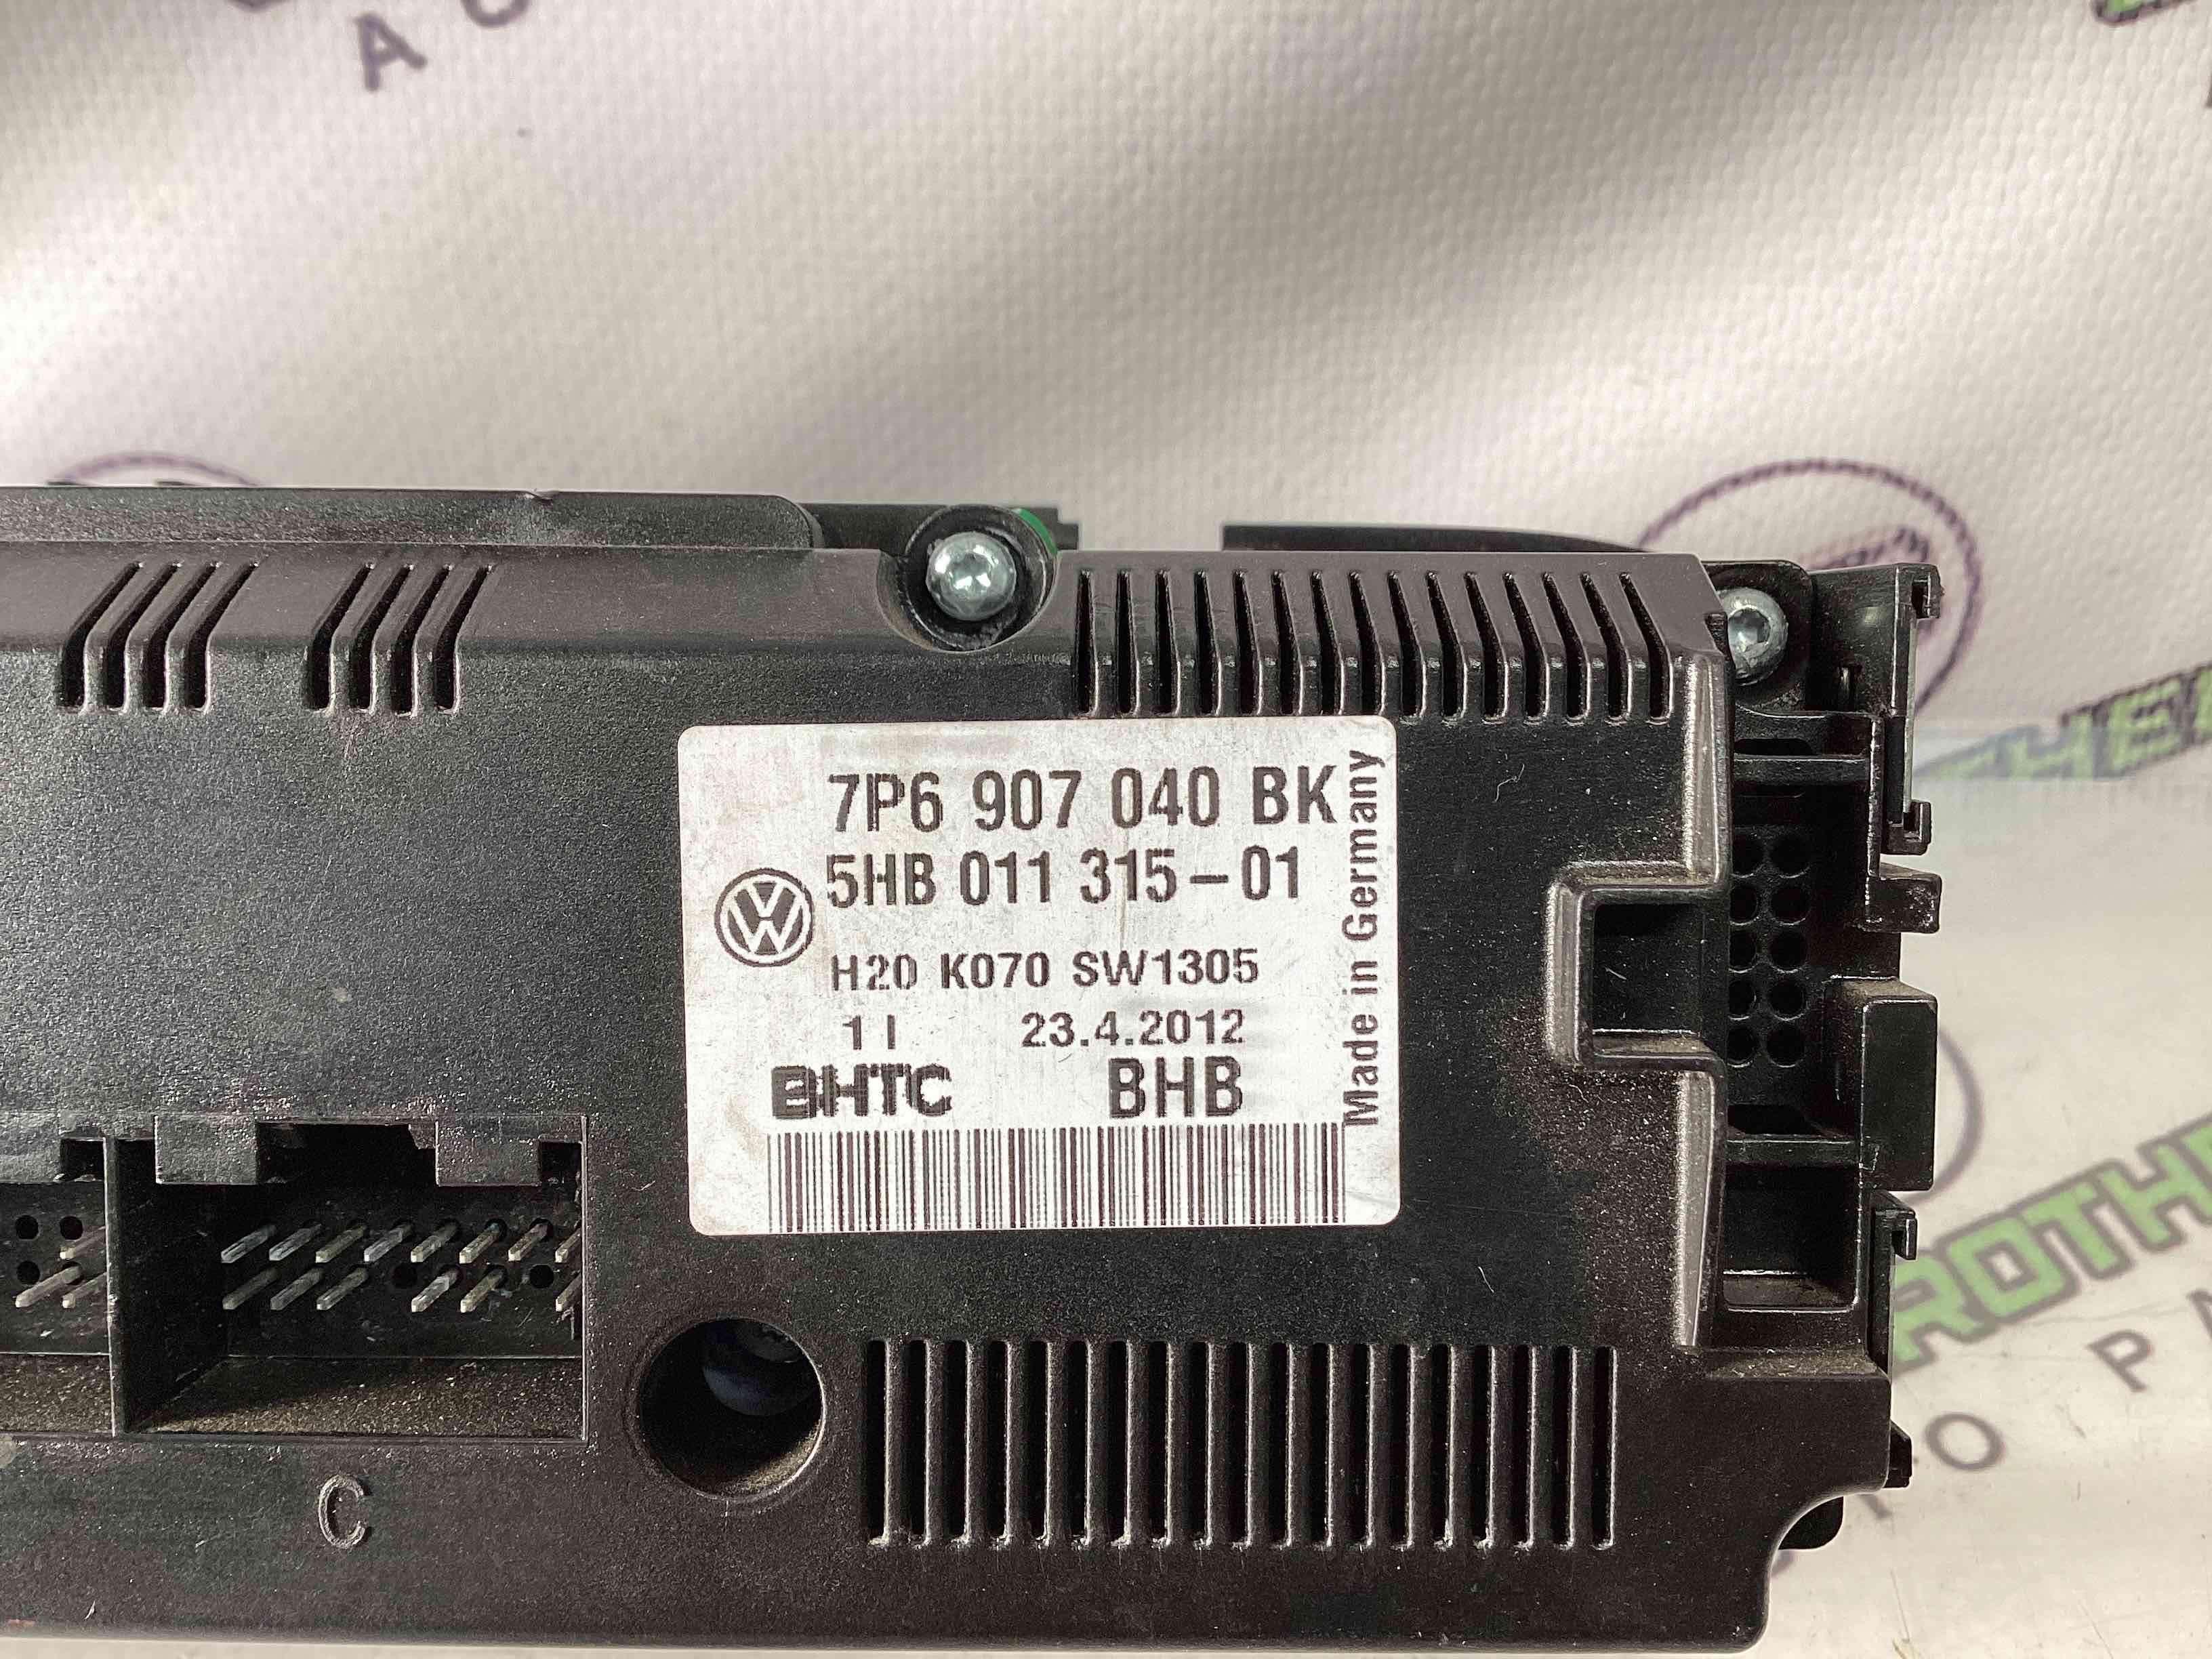 7P6 907 040 BK
5HB 011 315-01
H20 K070 SW1305
1 I 23.4.2012
BHTC BHB
Made in Germany
C